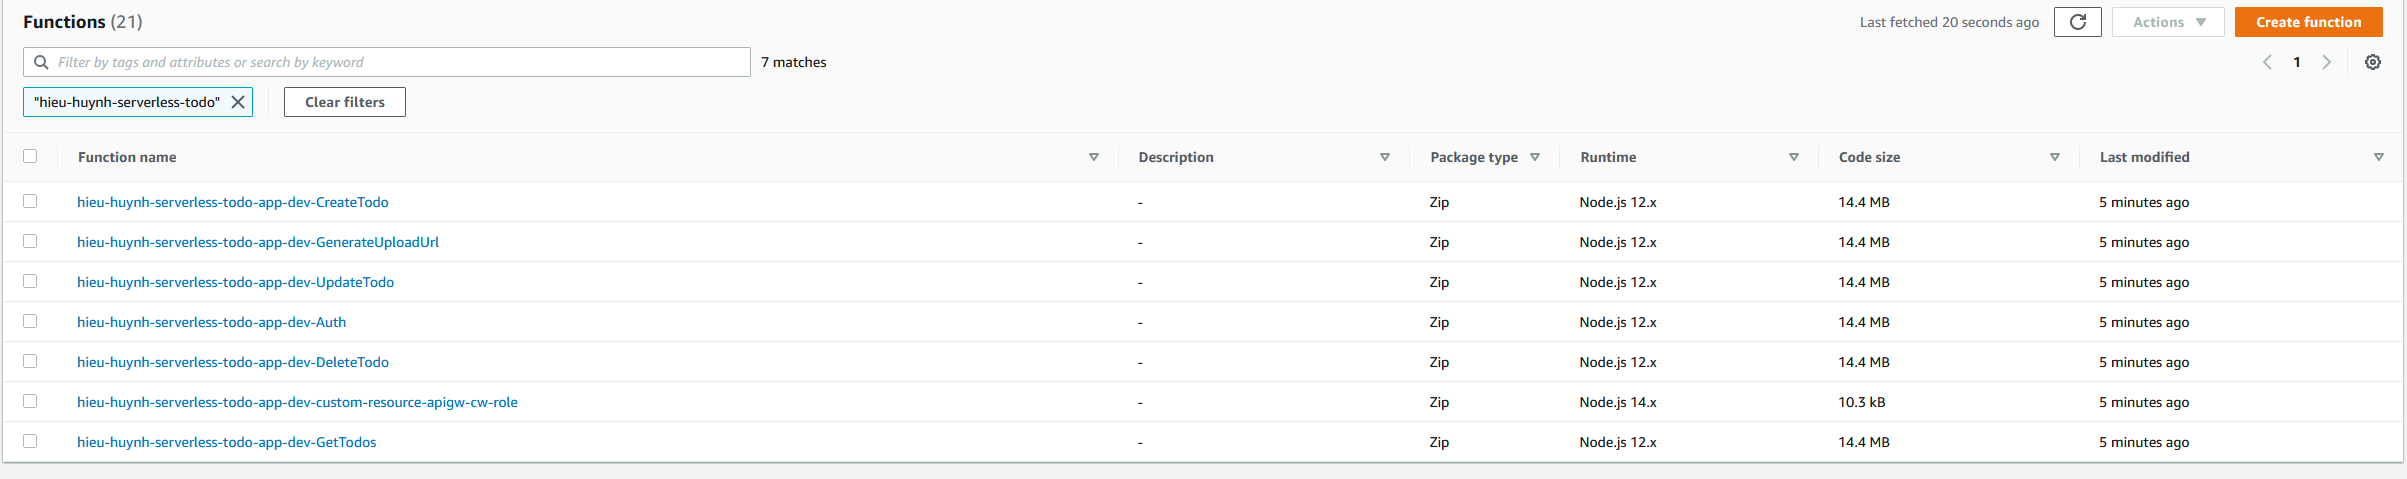 Functions (21) Last fetched 20 seconds ago Actions Create function
Filter by tags and attributes or search by keyword 7 matches 1
"hieu-huynh-serverless-todo" Clear filters
Function name Description Package type Runtime Code size Last modified
hieu-huynh-serverless-todo-app-dev-CreateTodo - Zip Node.js 12.x 14.4 MB 5 minutes ago
hieu-huynh-serverless-todo-app-dev-GenerateUploadUrl - Zip Node.js 12.x 14.4 MB 5 minutes ago
hieu-huynh-serverless-todo-app-dev-UpdateTodo - Zip Node.js 12.x 14.4 MB 5 minutes ago
hieu-huynh-serverless-todo-app-dev-Auth - Zip Node.js 12.x 14.4 MB 5 minutes ago
hieu-huynh-serverless-todo-app-dev-DeleteTodo - Zip Node.js 12.x 14.4 MB 5 minutes ago
hieu-huynh-serverless-todo-app-dev-custom-resource-apigw-cw-role - Zip Node.js 14.x 10.3 kB 5 minutes ago
hieu-huynh-serverless-todo-app-dev-GetTodos - Zip Node.js 12.x 14.4 MB 5 minutes ago